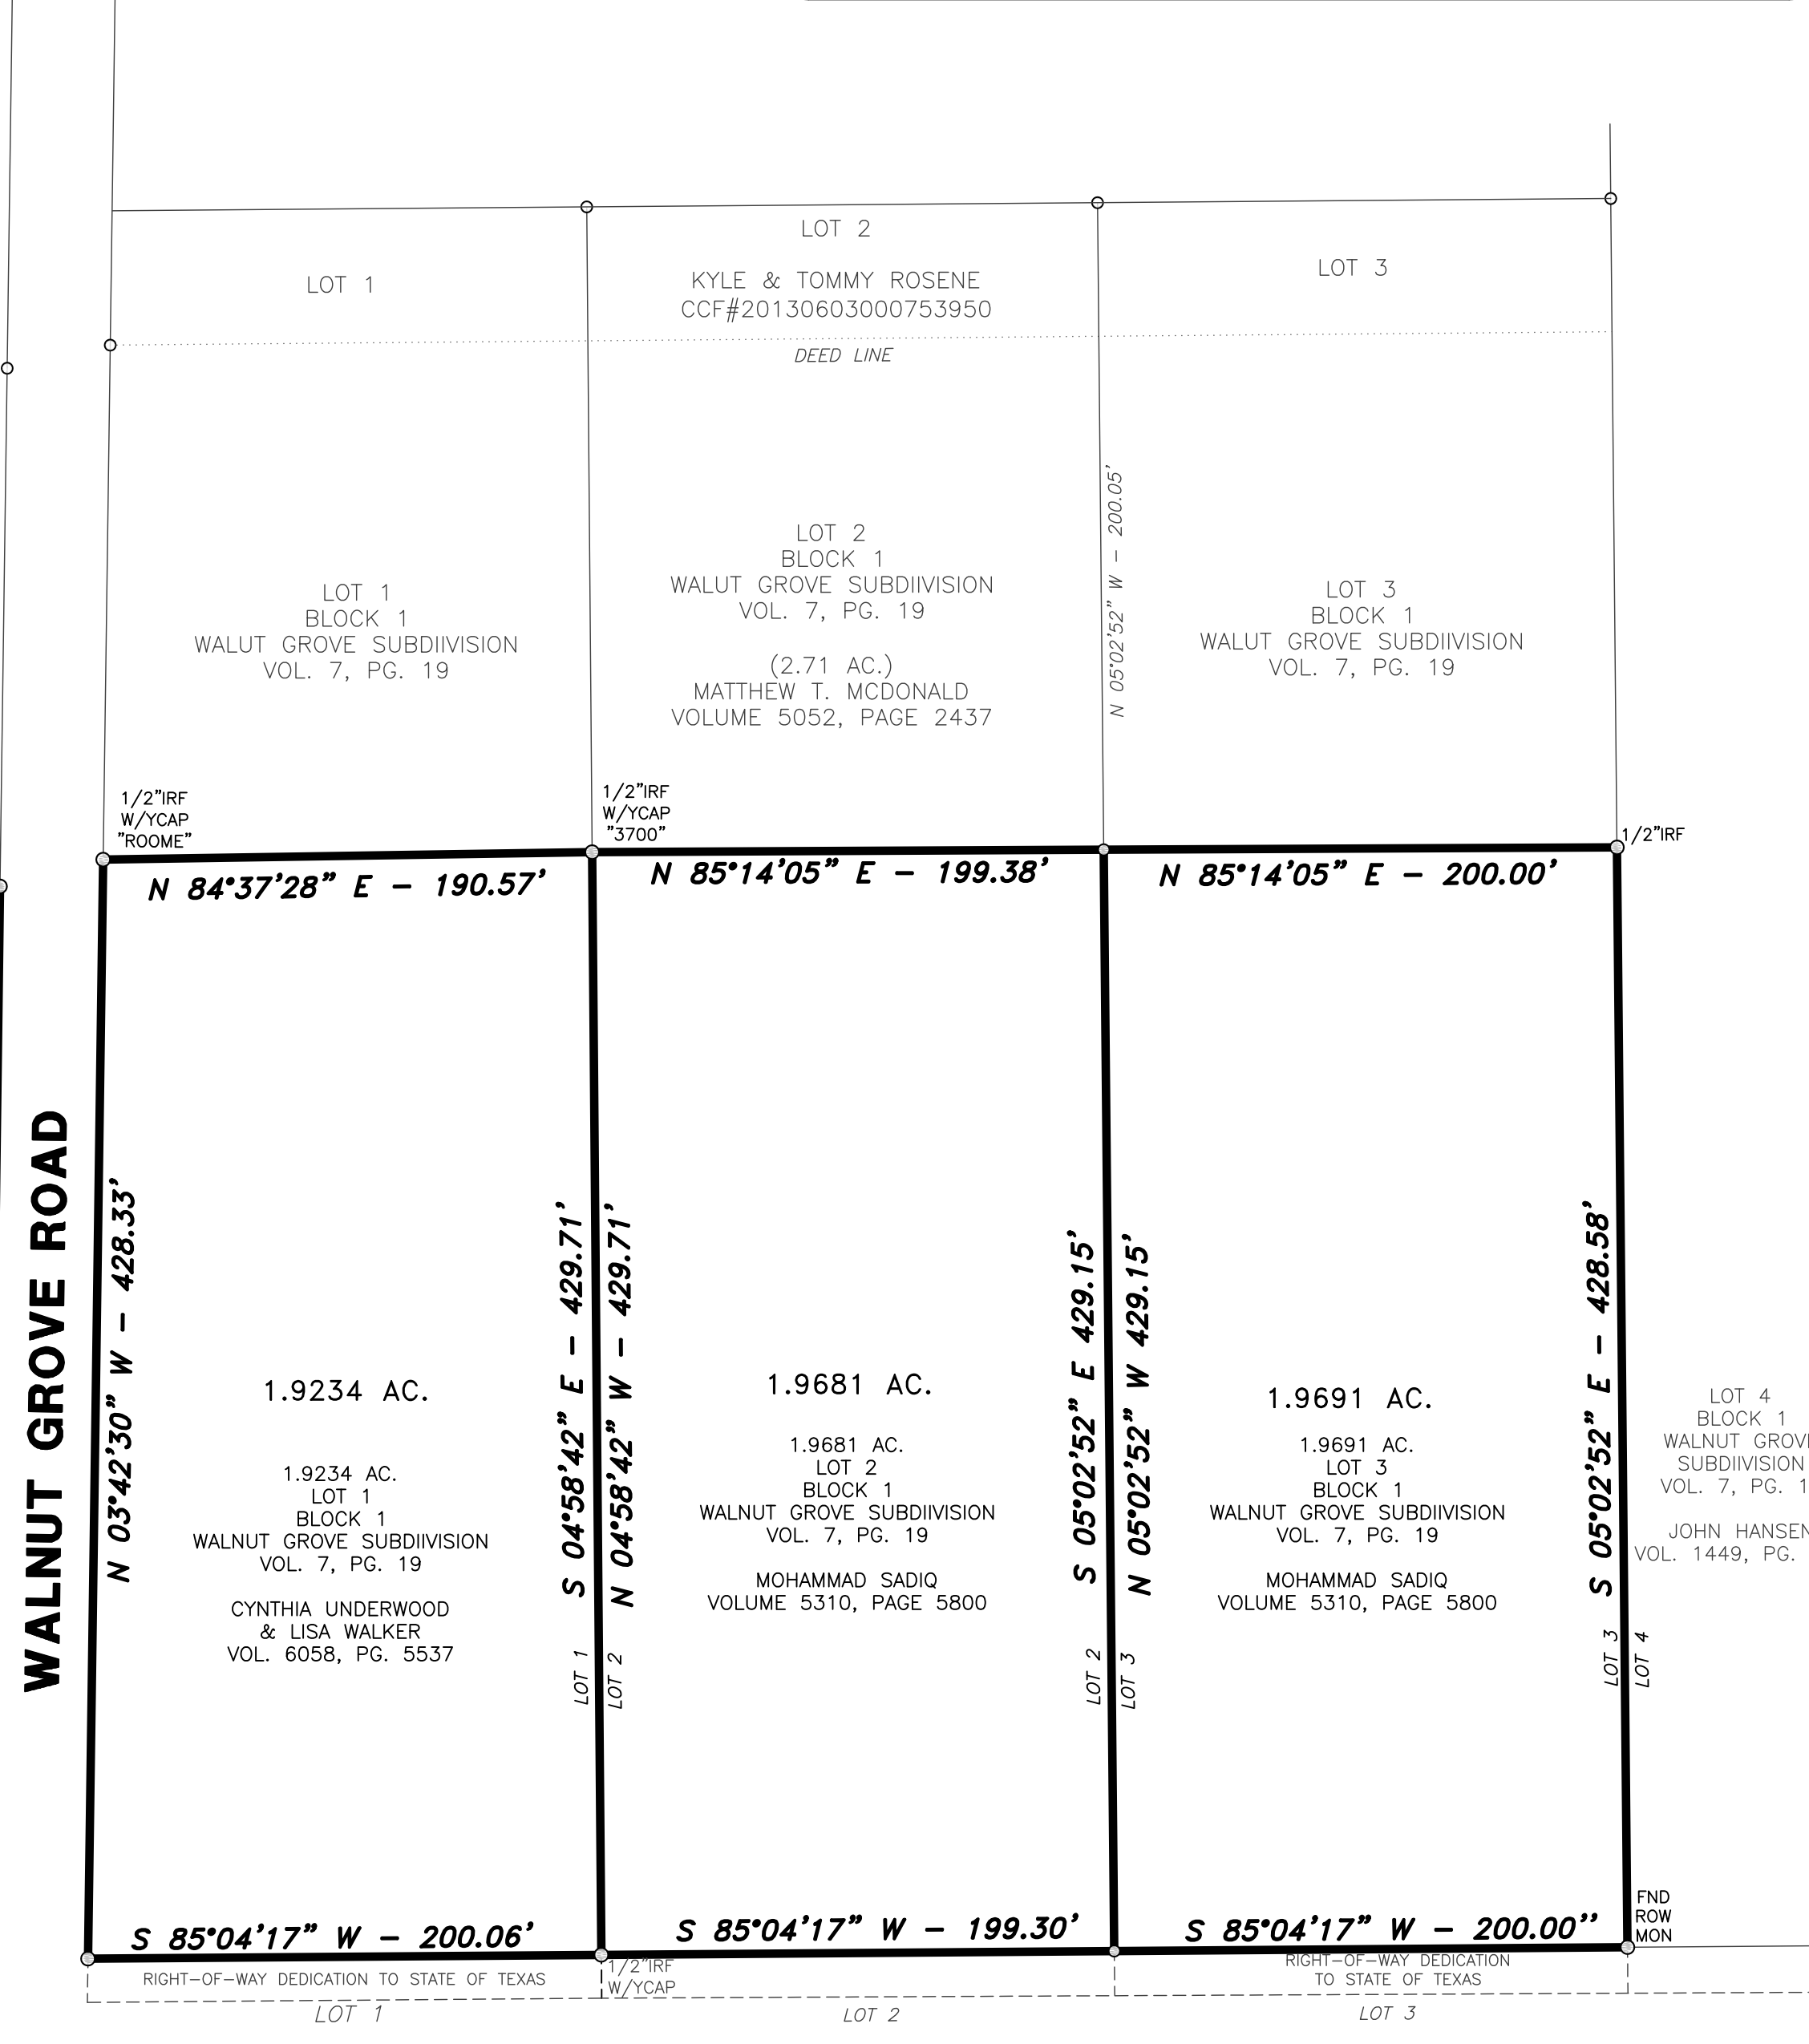 LOT 1
LOT 2
KYLE & TOMMY ROSENE
CCF#20130603000753950
LOT 3
DEED LINE
LOT 1
BLOCK 1
WALUT GROVE SUBDIIVISION
VOL. 7, PG. 19
LOT 2
BLOCK 1
WALUT GROVE SUBDIIVISION
VOL. 7, PG. 19
(2.71 AC.)
MATTHEW T. MCDONALD
VOLUME 5052, PAGE 2437
N 05°02'52" W - 200.05'
LOT 3
BLOCK 1
WALUT GROVE SUBDIIVISION
VOL. 7, PG. 19
1/2"IRF
W/YCAP
"ROOME"
1/2"IRF
W/YCAP
"3700"
1/2"IRF
N 84°37'28" E - 190.57'
N 85°14'05" E - 199.38'
N 85°14'05" E - 200.00'
WALNUT GROVE ROAD
N 03°42'30" W - 428.33'
1.9234 AC.
1.9234 AC.
LOT 1
BLOCK 1
WALNUT GROVE SUBDIIVISION
VOL. 7, PG. 19
CYNTHIA UNDERWOOD
& LISA WALKER
VOL. 6058, PG. 5537
S 04°58'42" E - 429.71'
N 04°58'42" W - 429.71'
LOT 1
LOT 2
1.9681 AC.
1.9681 AC.
LOT 2
BLOCK 1
WALNUT GROVE SUBDIIVISION
VOL. 7, PG. 19
MOHAMMAD SADIQ
VOLUME 5310, PAGE 5800
S 05°02'52" E 429.15'
N 05°02'52" W 429.15'
LOT 2
LOT 3
1.9691 AC.
1.9691 AC.
LOT 3
BLOCK 1
WALNUT GROVE SUBDIIVISION
VOL. 7, PG. 19
MOHAMMAD SADIQ
VOLUME 5310, PAGE 5800
S 05°02'52" E - 428.58'
LOT 3
LOT 4
LOT 4
BLOCK 1
WALNUT
SUBDIIVISION
VOL. 7, PG.
JOHN HANSEN
VOL. 1449, PG.
S 85°04'17" W - 200.06'
S 85°04'17" W - 199.30'
S 85°04'17" W - 200.00''
FND
ROW
MON
RIGHT-OF-WAY DEDICATION TO STATE OF TEXAS
1/2"IRF
W/YCAP
RIGHT-OF-WAY DEDICATION
TO STATE OF TEXAS
LOT 1
LOT 2
LOT 3